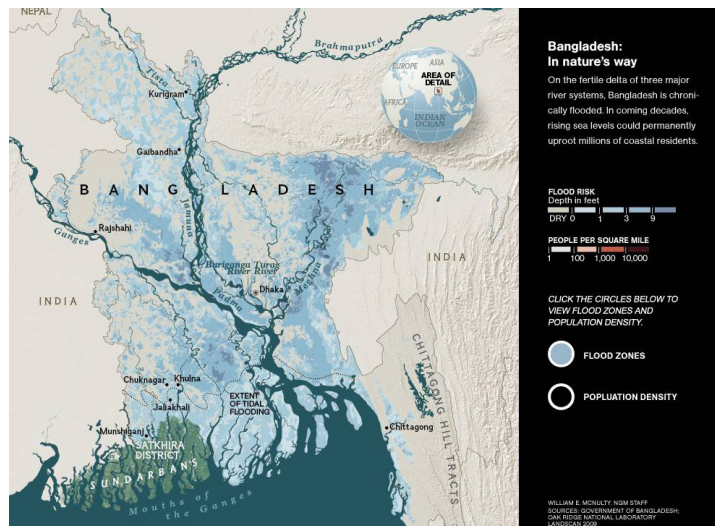 NEPAL
Brahmaputra
Tista
Kurigram
EUROPE
ASIA
AREA OF
DETAIL
AFRICA
INDIAN
OCEAN
Gaibandha
BANGLADESH
Jamuna
Ganges
Rajshahi
Buriganga Turag
River River
Dhaka
Meghna
Padma
INDIA
INDIA
Chuknagar
Khulna
Jaliakhali
EXTENT
OF TIDAL
FLOODING
Munshiganj
SATKHIRA
DISTRICT
SUNDARBANS
Mouths of
the Ganges
Chittagong
CHITTAGONG HILL TRACTS
Bangladesh:
In nature's way
On the fertile delta of three major
river systems, Bangladesh is chroni-
cally flooded. In coming decades,
rising sea levels could permanently
uproot millions of coastal residents.
FLOOD RISK
Depth in feet
DRY 0 1 3 9
PEOPLE PER SQUARE MILE
1 100 1,000 10,000
CLICK THE CIRCLES BELOW TO
VIEW FLOOD ZONES AND
POPULATION DENSITY.
FLOOD ZONES
POPLUATION DENSITY
WILLIAM E. MCNULTY, NGM STAFF
SOURCES: GOVERNMENT OF BANGLADESH;
OAK RIDGE NATIONAL LABORATORY
LANDSCAN 2009